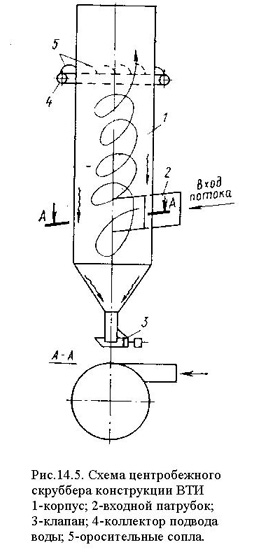 5
4
1
2
А
А
Вход
потока
3
А-А
Рис.14.5. Схема центробежного
скруббера конструкции ВТИ
1-корпус; 2-входной патрубок;
3-клапан; 4-коллектор подвода
воды; 5-оросительные сопла.